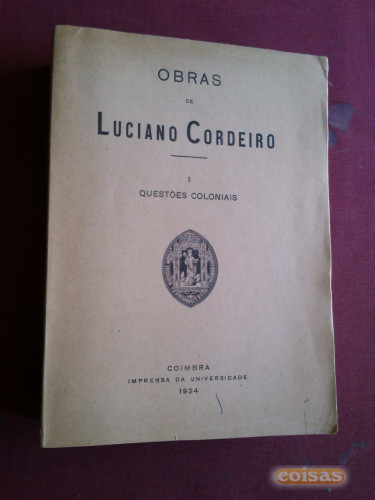 OBRAS
DE
LUCIANO CORDEIRO
I
QUESTÕES COLONIAIS
COIMBRA
IMPRENSA DA UNIVERSIDADE
1934
coisas